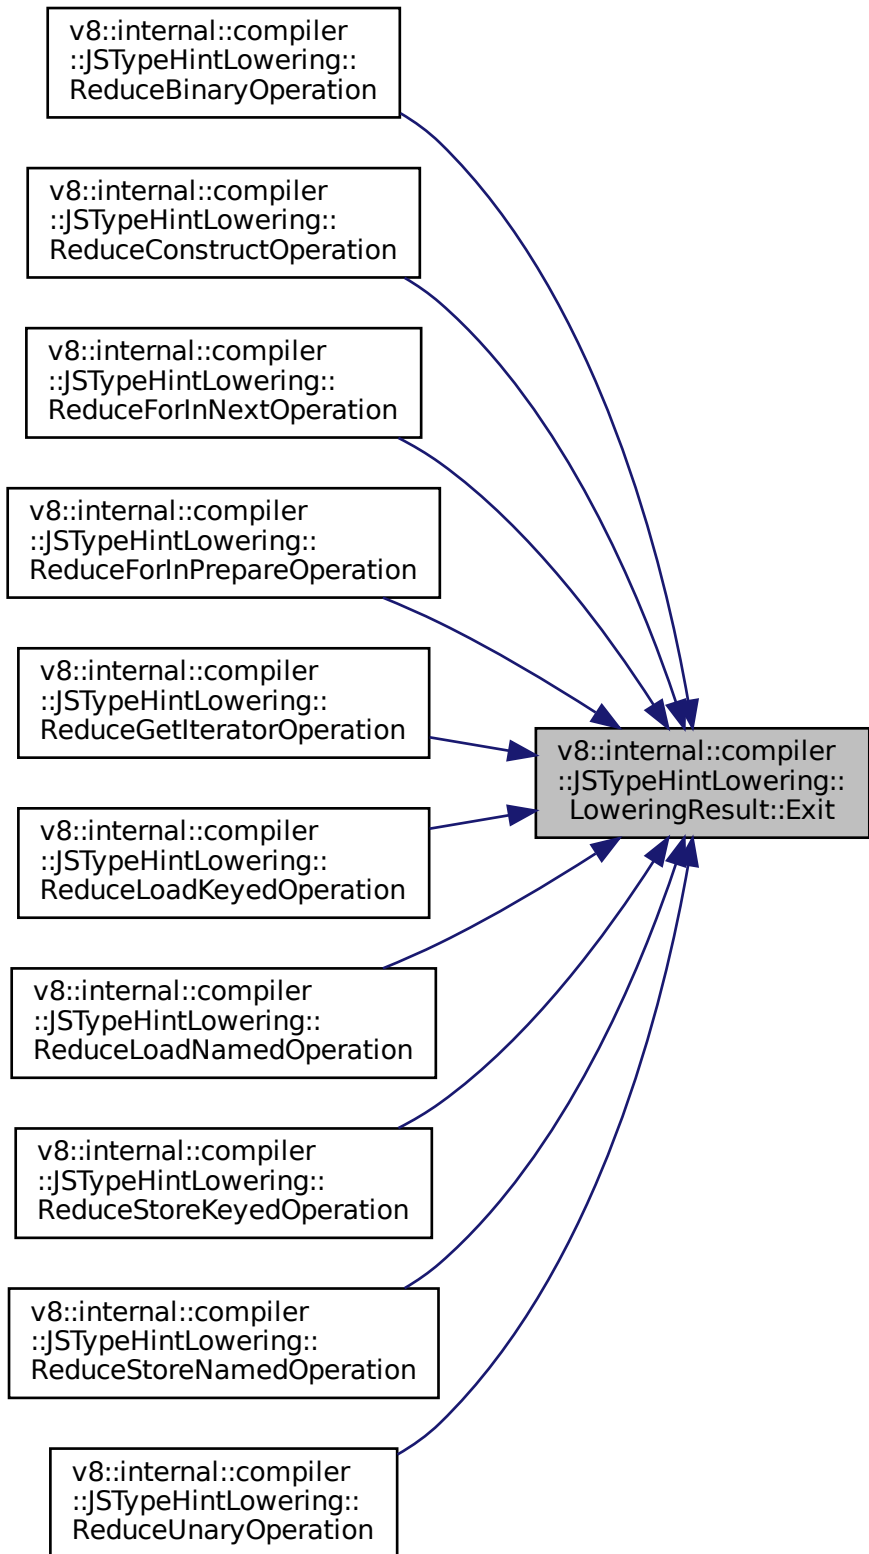 v8::internal::compiler
::JSTypeHintLowering::
ReduceBinaryOperation
v8::internal::compiler
::JSTypeHintLowering::
ReduceConstructOperation
v8::internal::compiler
::JSTypeHintLowering::
ReduceForInNextOperation
v8::internal::compiler
::JSTypeHintLowering::
ReduceForInPrepareOperation
v8::internal::compiler
::JSTypeHintLowering::
ReduceGetIteratorOperation
v8::internal::compiler
::JSTypeHintLowering::
LoweringResult::Exit
v8::internal::compiler
::JSTypeHintLowering::
ReduceLoadKeyedOperation
v8::internal::compiler
::JSTypeHintLowering::
ReduceLoadNamedOperation
v8::internal::compiler
::JSTypeHintLowering::
ReduceStoreKeyedOperation
v8::internal::compiler
::JSTypeHintLowering::
ReduceStoreNamedOperation
v8::internal::compiler
::JSTypeHintLowering::
ReduceUnaryOperation